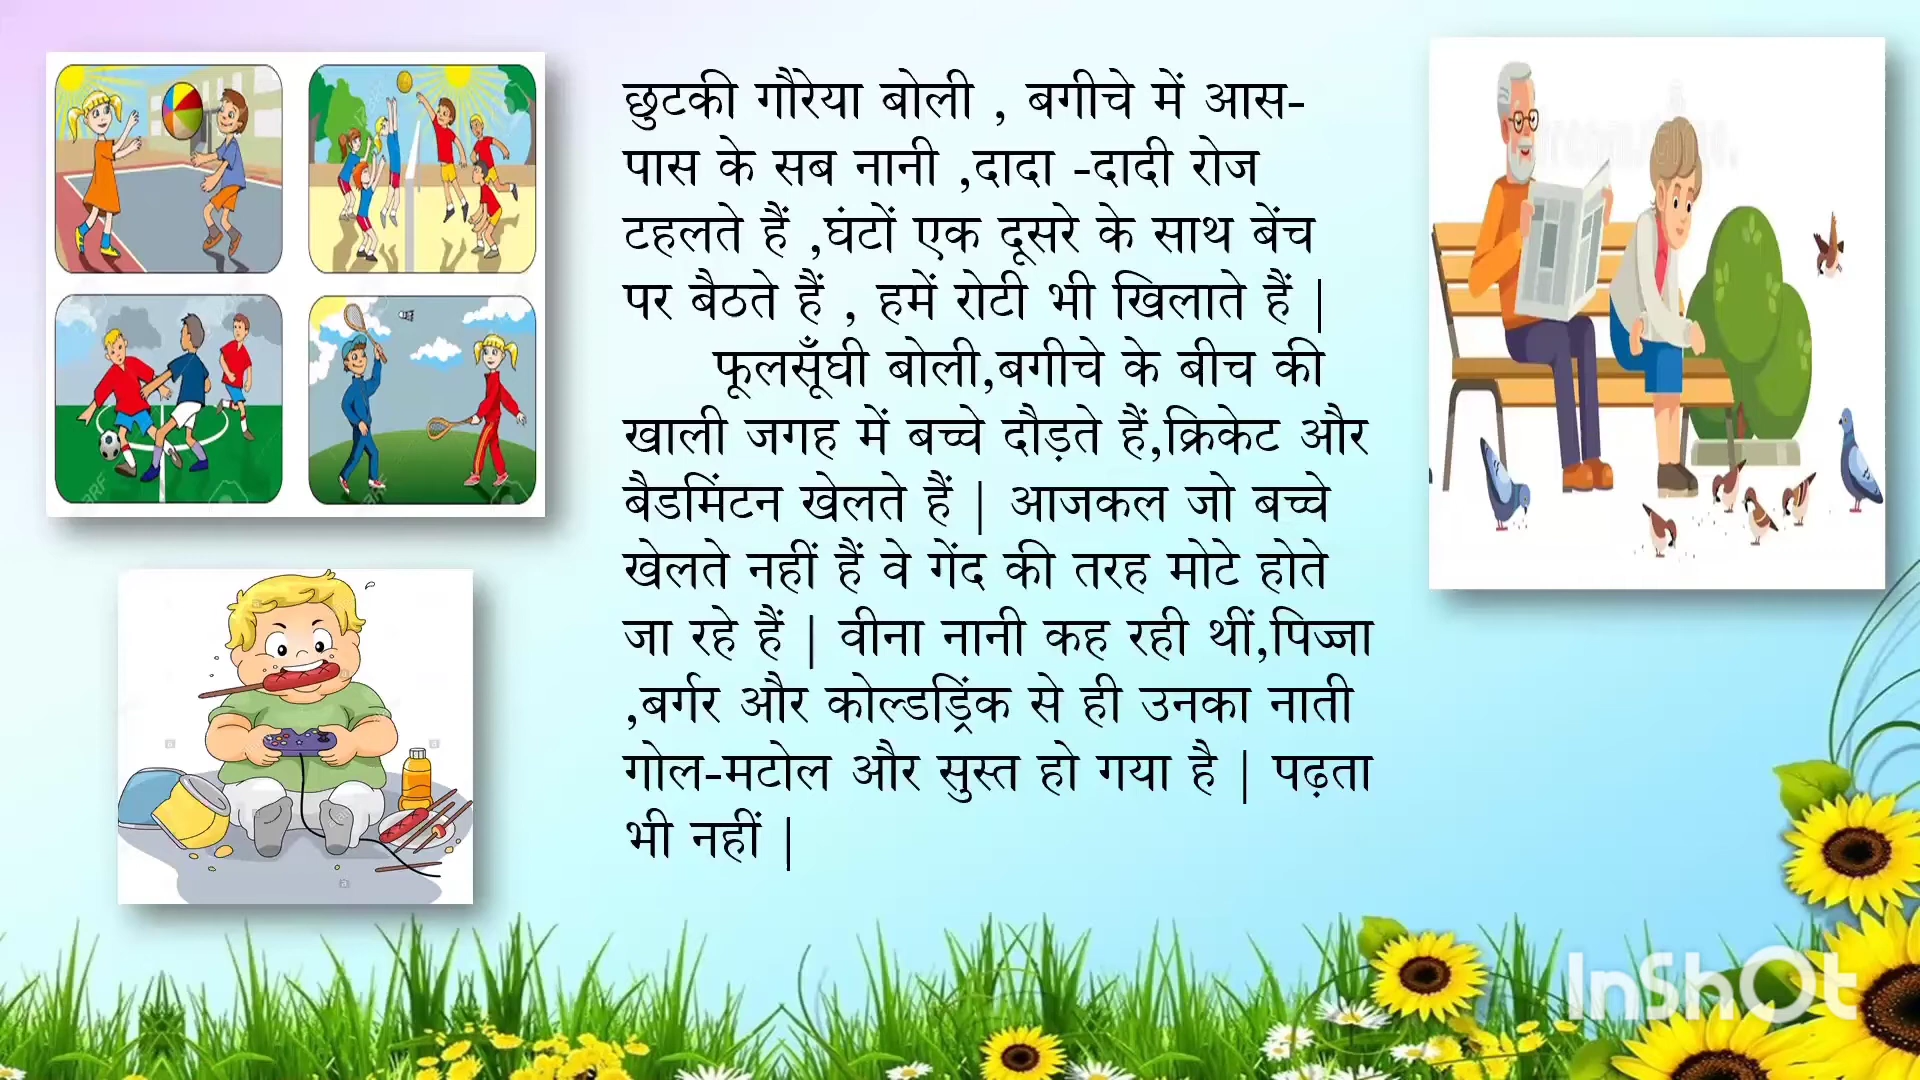 छुटकी गौरेया बोली , बगीचे में आस-
पास के सब नानी ,दादा -दादी रोज
टहलते हैं ,घंटों एक दूसरे के साथ बेंच
पर बैठते हैं , हमें रोटी भी खिलाते हैं |
फूलसूँघी बोली,बगीचे के बीच की
खाली जगह में बच्चे दौड़ते हैं,क्रिकेट और
बैडमिंटन खेलते हैं | आजकल जो बच्चे
खेलते नहीं हैं वे गेंद की तरह मोटे होते
जा रहे हैं | वीना नानी कह रही थीं,पिज्जा
,बर्गर और कोल्डड्रिंक से ही उनका नाती
गोल-मटोल और सुस्त हो गया है | पढ़ता
भी नहीं |
InShOt